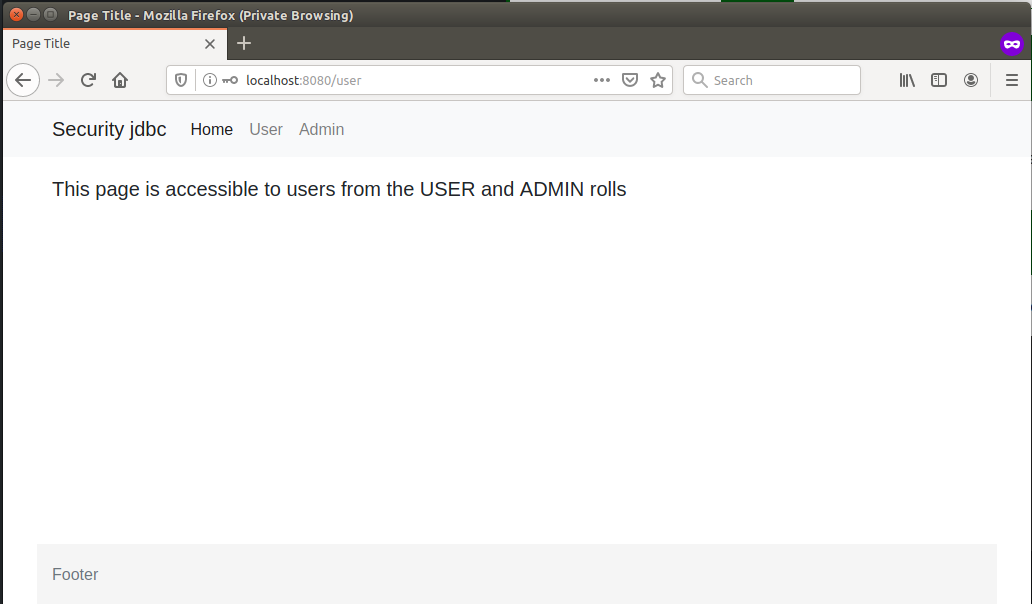 Page Title - Mozilla Firefox (Private Browsing)
Page Title
localhost:8080/user
Search
Security jdbc Home User Admin
This page is accessible to users from the USER and ADMIN rolls
Footer